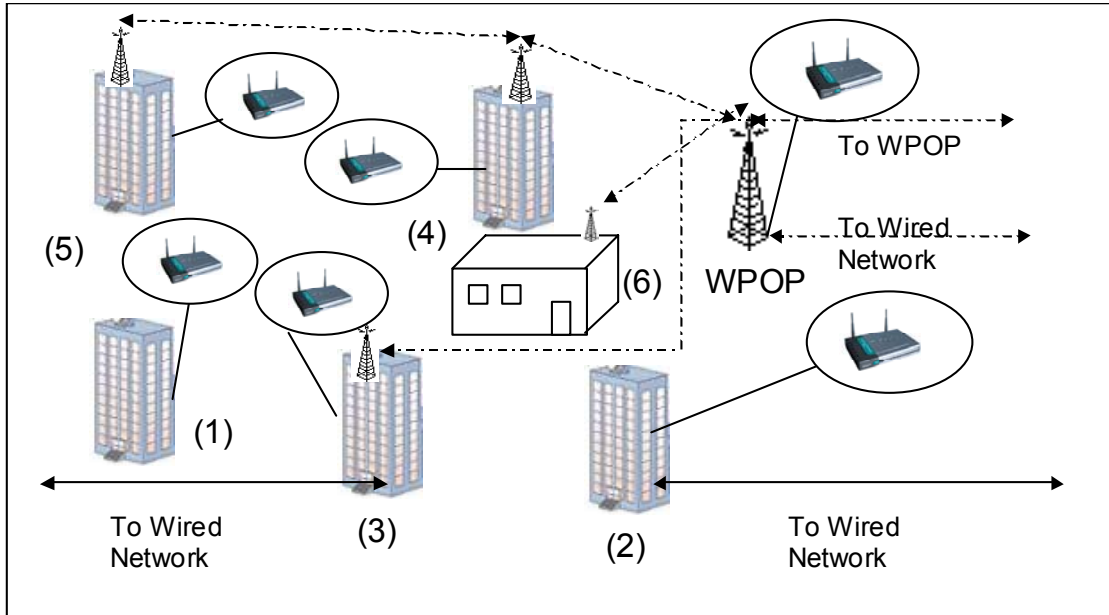 To WPOP
(5)
(4)
To Wired
Network
(6)
WPOP
(1)
To Wired
Network
(3)
(2)
To Wired
Network